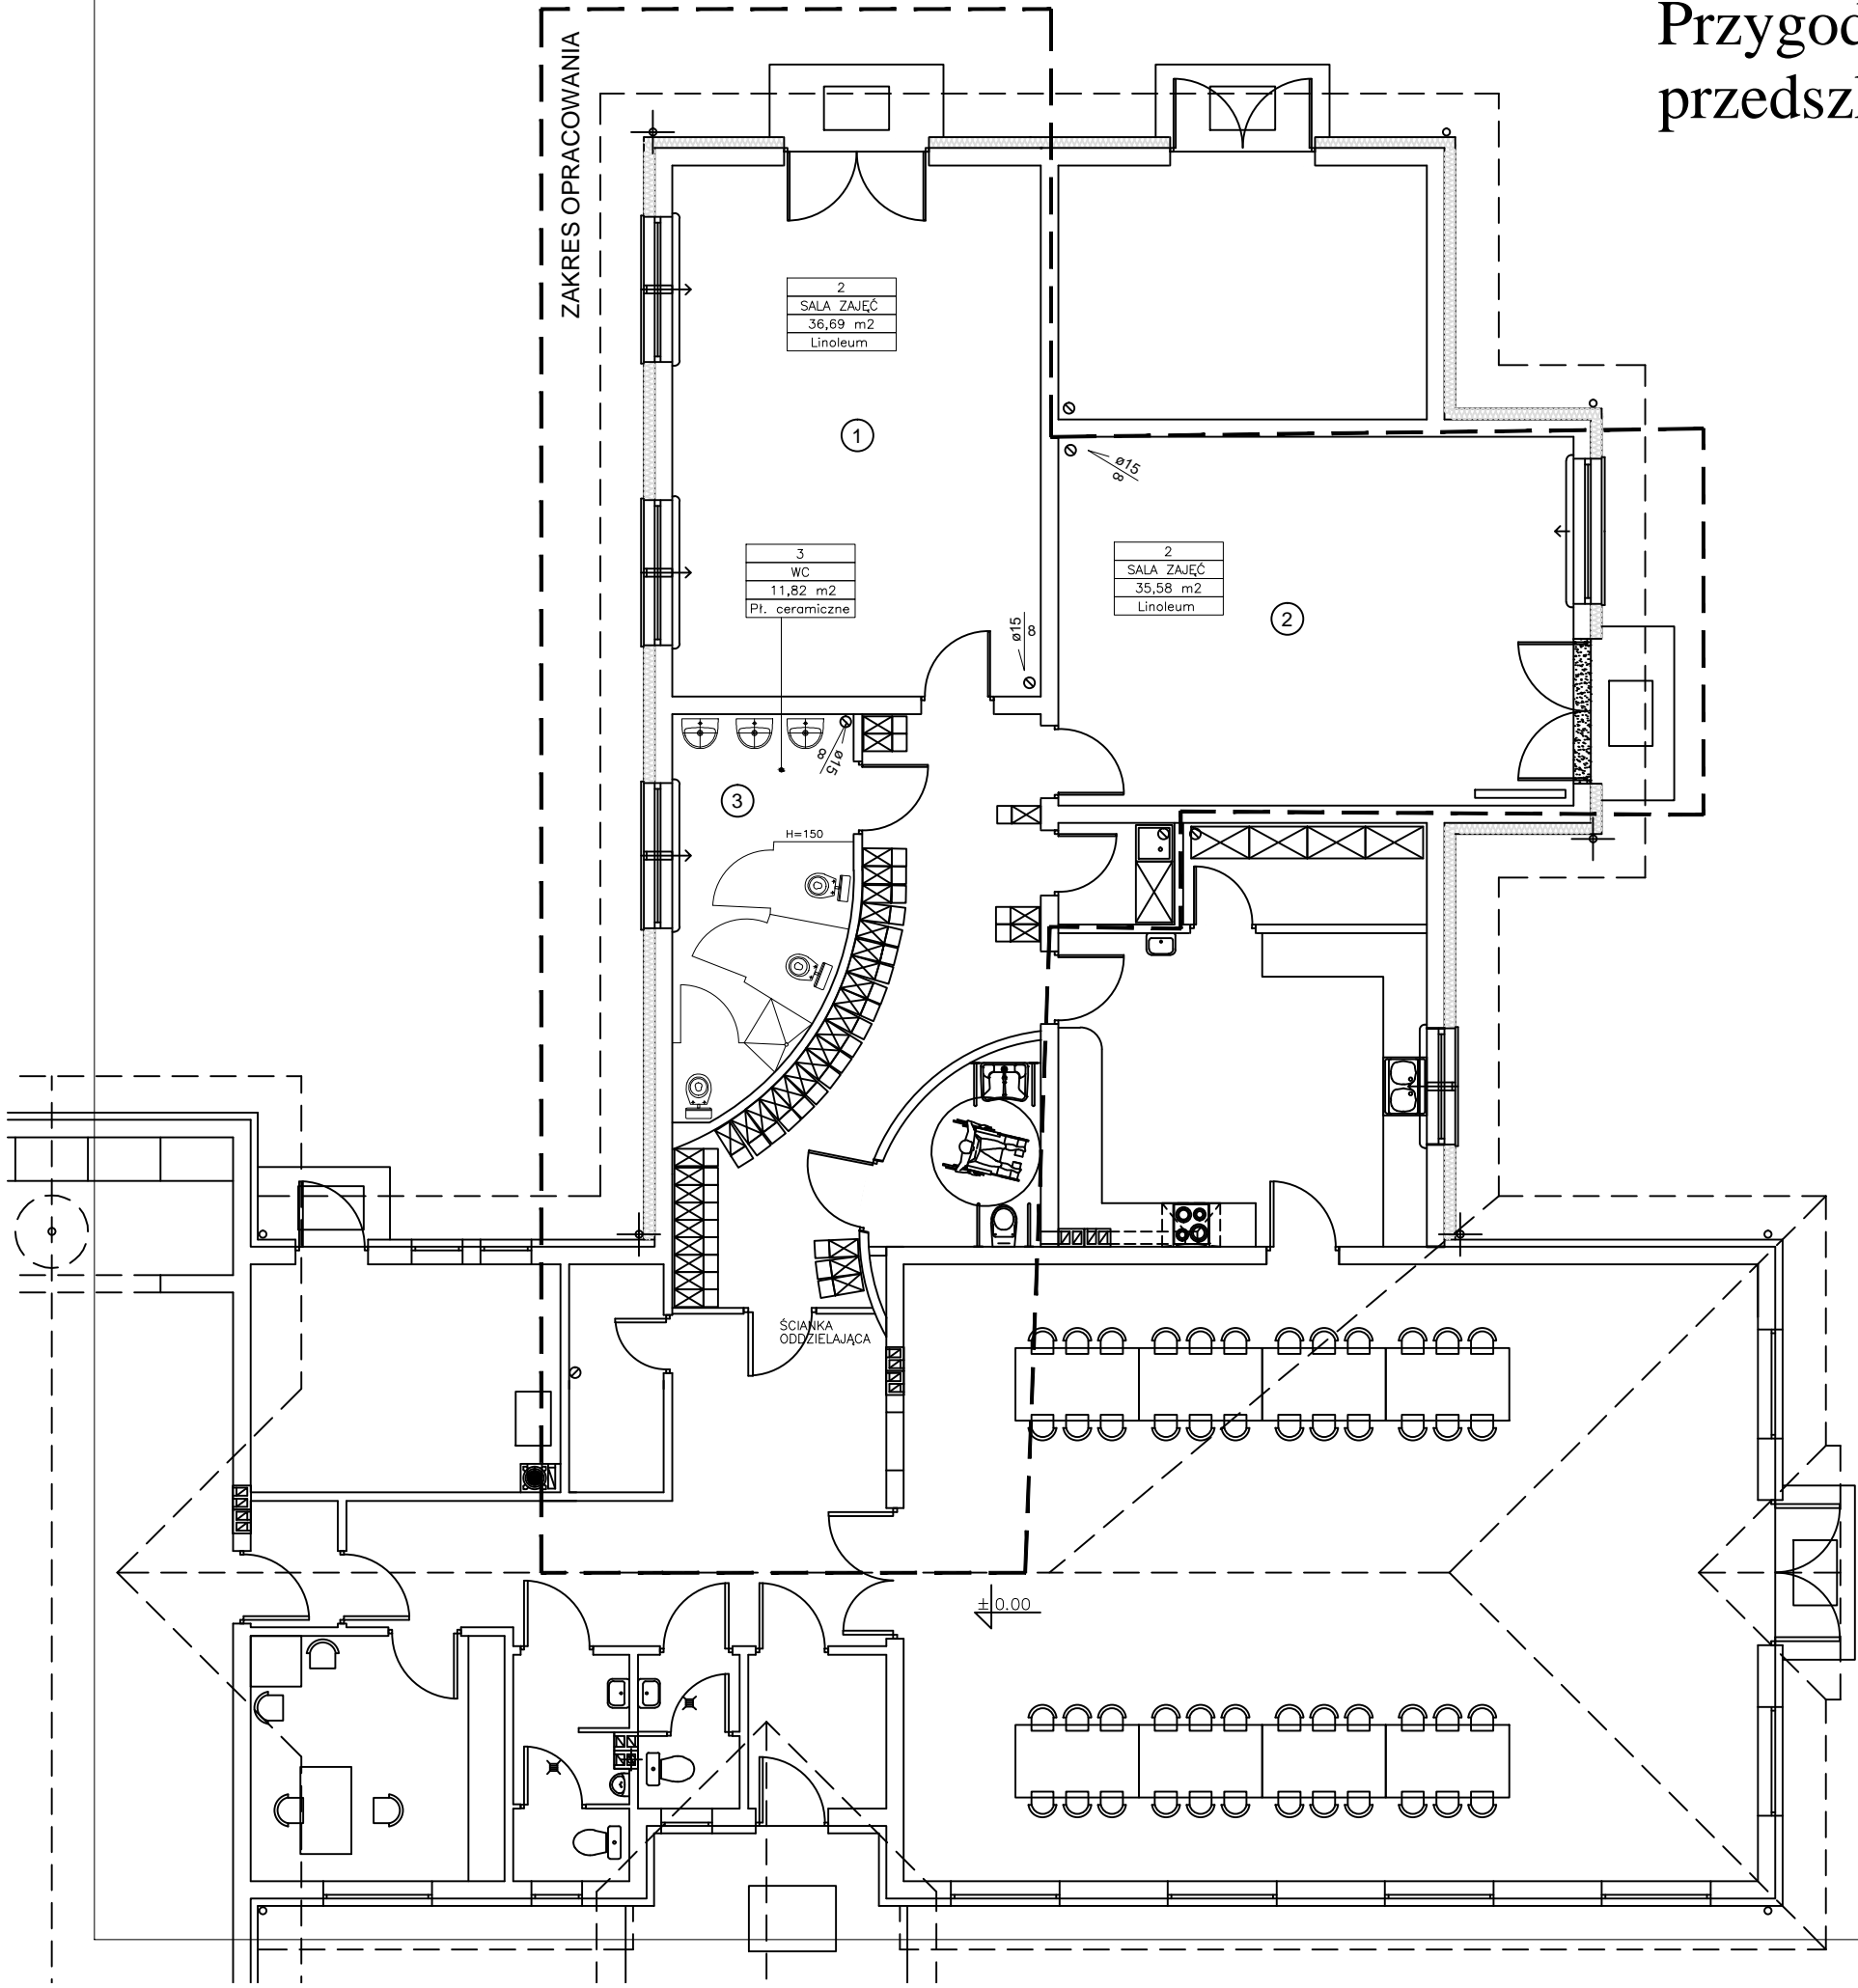 Przygod
przedsz
ZAKRES OPRACOWANIA
2
SALA ZAJĘĆ
36,69 m2
Linoleum
1
ø15
8
3
WC
11,82 m2
Pł. ceramiczne
2
SALA ZAJĘĆ
35,58 m2
Linoleum
2
ø15
8
ø15
8
3
H=150
ŚCIANKA
ODDZIELAJĄCA
±0.00